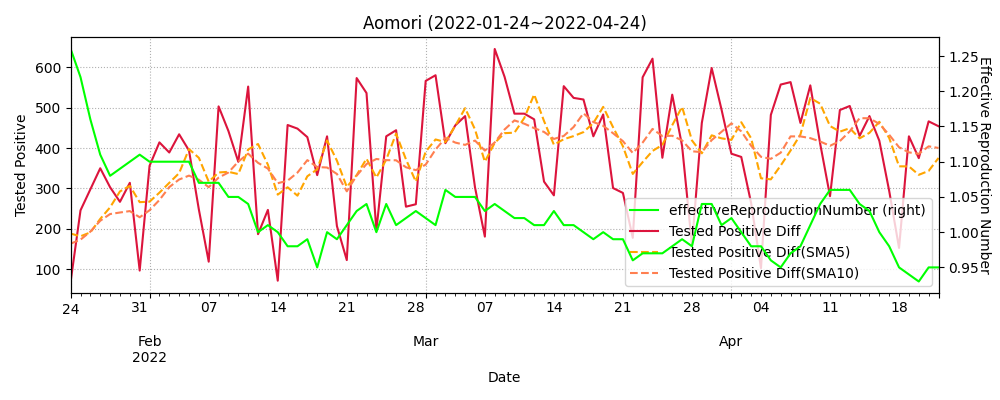 Aomori (2022-01-24~2022-04-24)
600
500
400
300
200
100
Tested Positive
1.25
1.20
1.15
1.10
1.05
1.00
0.95
Effective Reproduction Number
effectiveReproductionNumber (right)
Tested Positive Diff
Tested Positive Diff(SMA5)
Tested Positive Diff(SMA10)
24 31 07 14 21 28 07 14 21 28 04 11 18
Feb Mar Apr
2022
Date